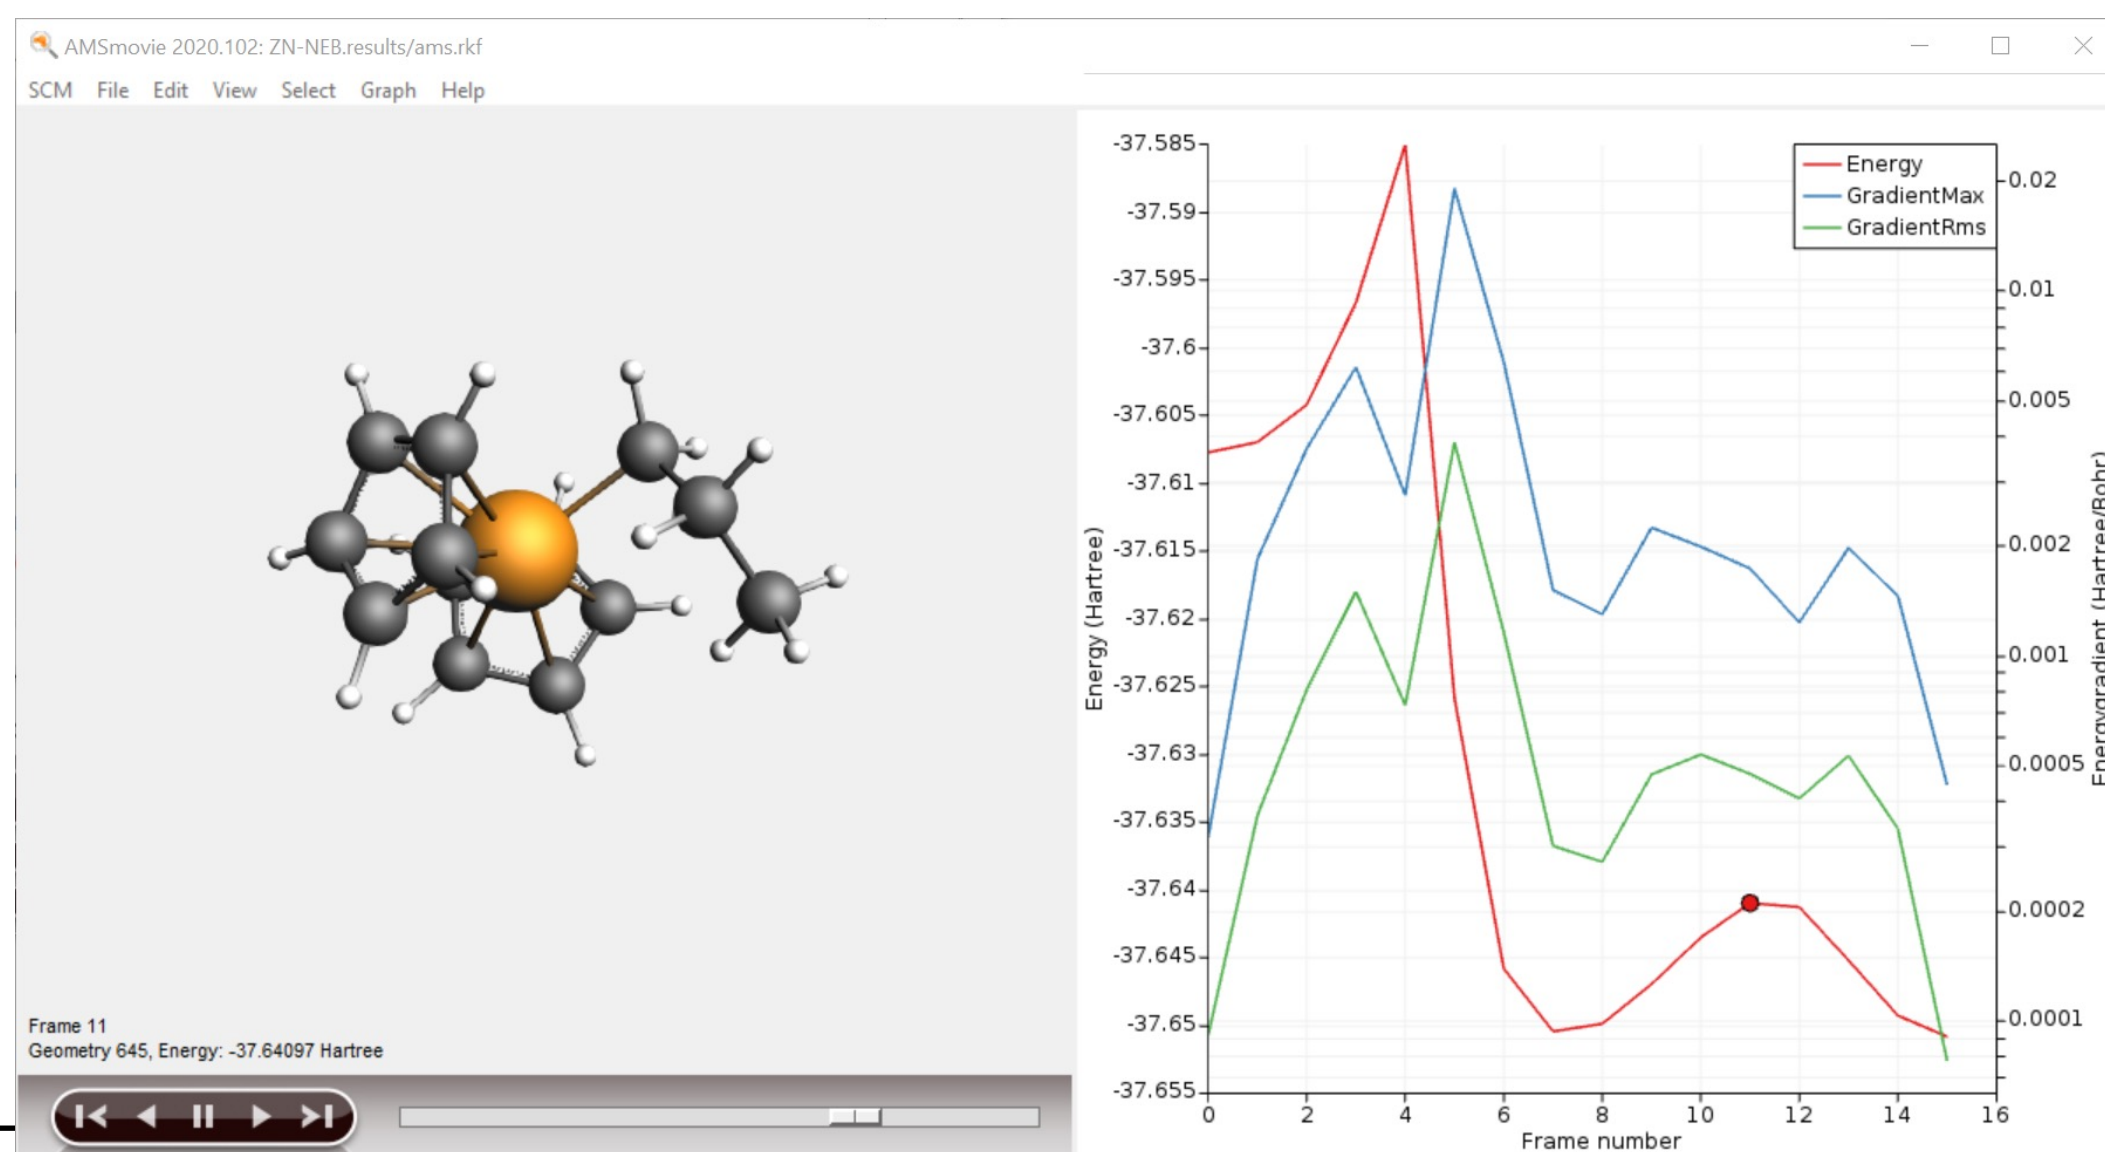 AMSmovie 2020.102: ZN-NEB.results/ams.rkf
SCM File Edit View Select Graph Help
Frame 11
Geometry 645, Energy: -37.64097 Hartree
-37.585
-37.59
-37.595
-37.6
-37.605
-37.61
-37.615
-37.62
-37.625
-37.63
-37.635
-37.64
-37.645
-37.65
-37.655
Energy (Hartree)
Energy
GradientMax
GradientRms
0.02
0.01
0.005
0.002
0.001
0.0005
0.0002
0.0001
Energygradient (Hartree/Bohr)
0 2 4 6 8 10 12 14 16
Frame number